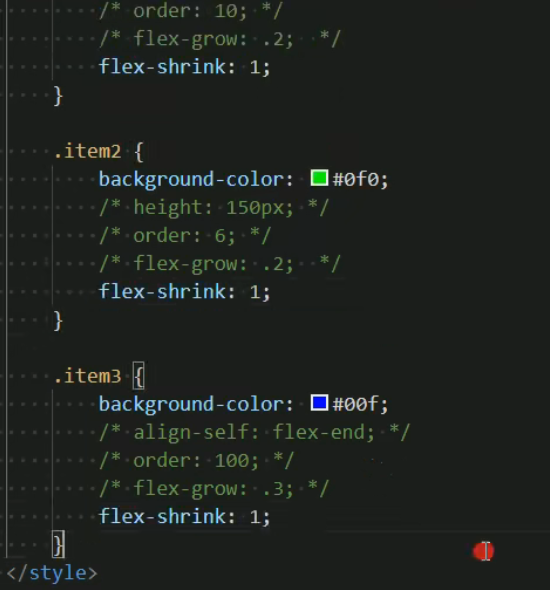 /* order: 10; */
/* flex-grow: .2;  */
flex-shrink: 1;
}
.item2 {
background-color: #0f0;
/* height: 150px; */
/* order: 6; */
/* flex-grow: .2;  */
flex-shrink: 1;
}
.item3 {
background-color: #00f;
/* align-self: flex-end; */
/* order: 100; */
/* flex-grow: .3; */
flex-shrink: 1;
}
</style>